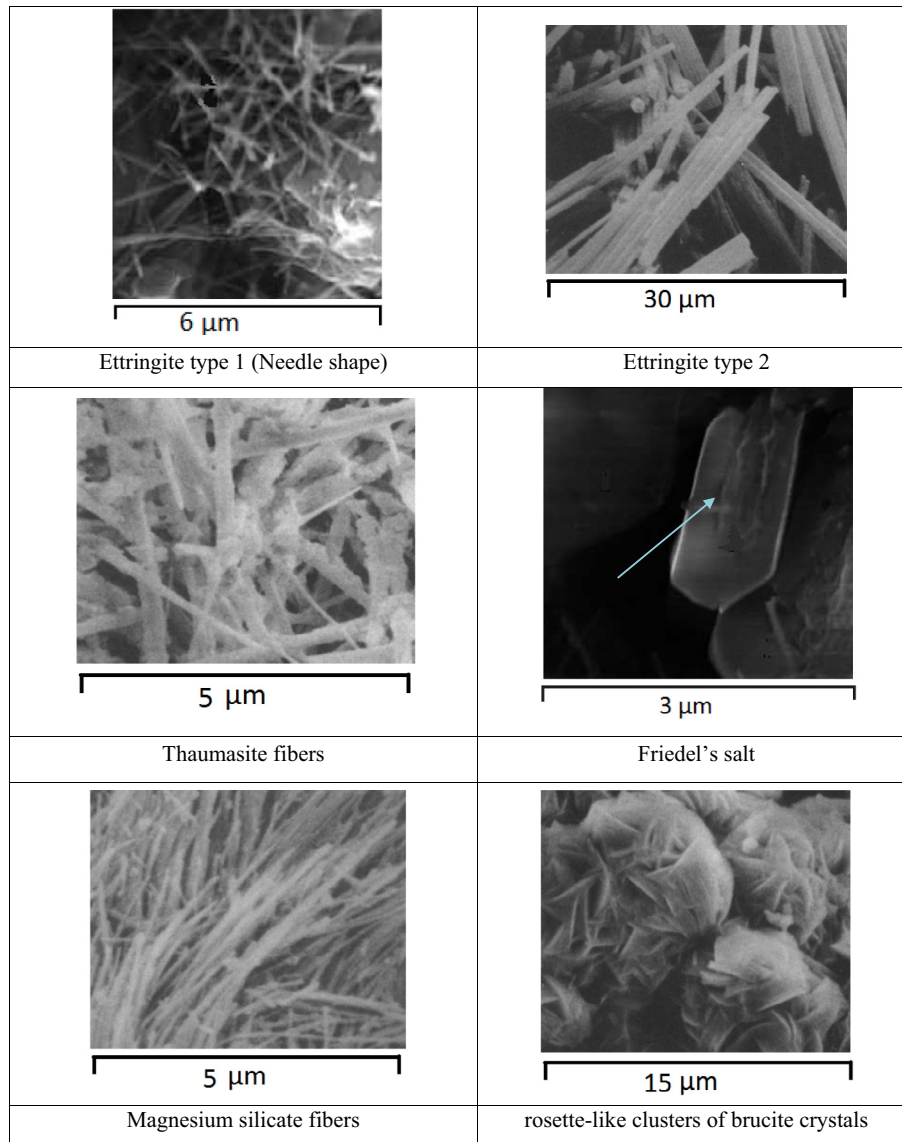 6 μm
30 μm
Ettringite type 1 (Needle shape)
Ettringite type 2
5 μm
3 μm
Thaumasite fibers
Friedel's salt
5 μm
15 μm
Magnesium silicate fibers
rosette-like clusters of brucite crystals